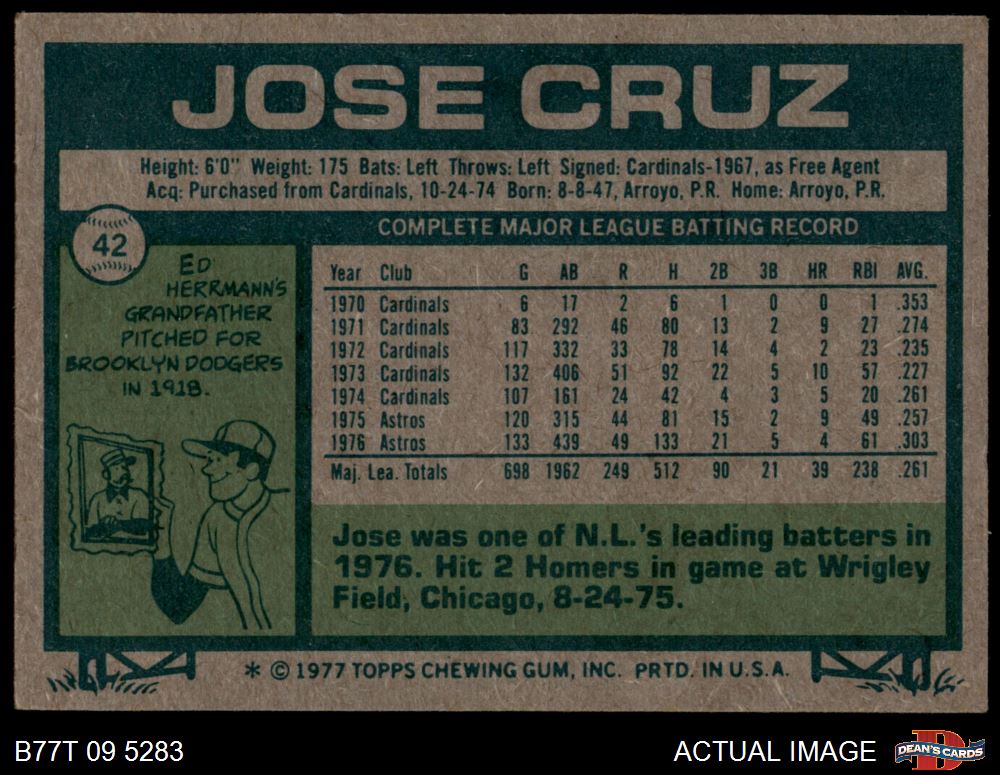 JOSE CRUZ
Height: 6'0" Weight: 175 Bats: Left Throws: Left Signed: Cardinals-1967, as Free Agent
Acq: Purchased from Cardinals, 10-24-74 Born: 8-8-47, Arroyo, P.R. Home: Arroyo, P.R.
42
ED
HERRMANN'S
GRANDFATHER
PITCHED FOR
BROOKLYN DODGERS
IN 1918.
COMPLETE MAJOR LEAGUE BATTING RECORD
Year Club G AB R H 2B 3B HR RBI AVG.
1970 Cardinals 6 17 2 6 1 0 0 1 .353
1971 Cardinals 83 292 46 80 13 2 9 27 .274
1972 Cardinals 117 332 33 78 14 4 2 23 .235
1973 Cardinals 132 406 51 92 22 5 10 57 .227
1974 Cardinals 107 161 24 42 4 3 5 20 .261
1975 Astros 120 315 44 81 15 2 9 49 .257
1976 Astros 133 439 49 133 21 5 4 61 .303
Maj. Lea. Totals 698 1962 249 512 90 21 39 238 .261
Jose was one of N.L.'s leading batters in
1976. Hit 2 Homers in game at Wrigley
Field, Chicago, 8-24-75.
* © 1977 TOPPS CHEWING GUM, INC. PRTD. IN U.S.A.
B77T 09 5283
ACTUAL IMAGE
D
DEAN'S CARDS